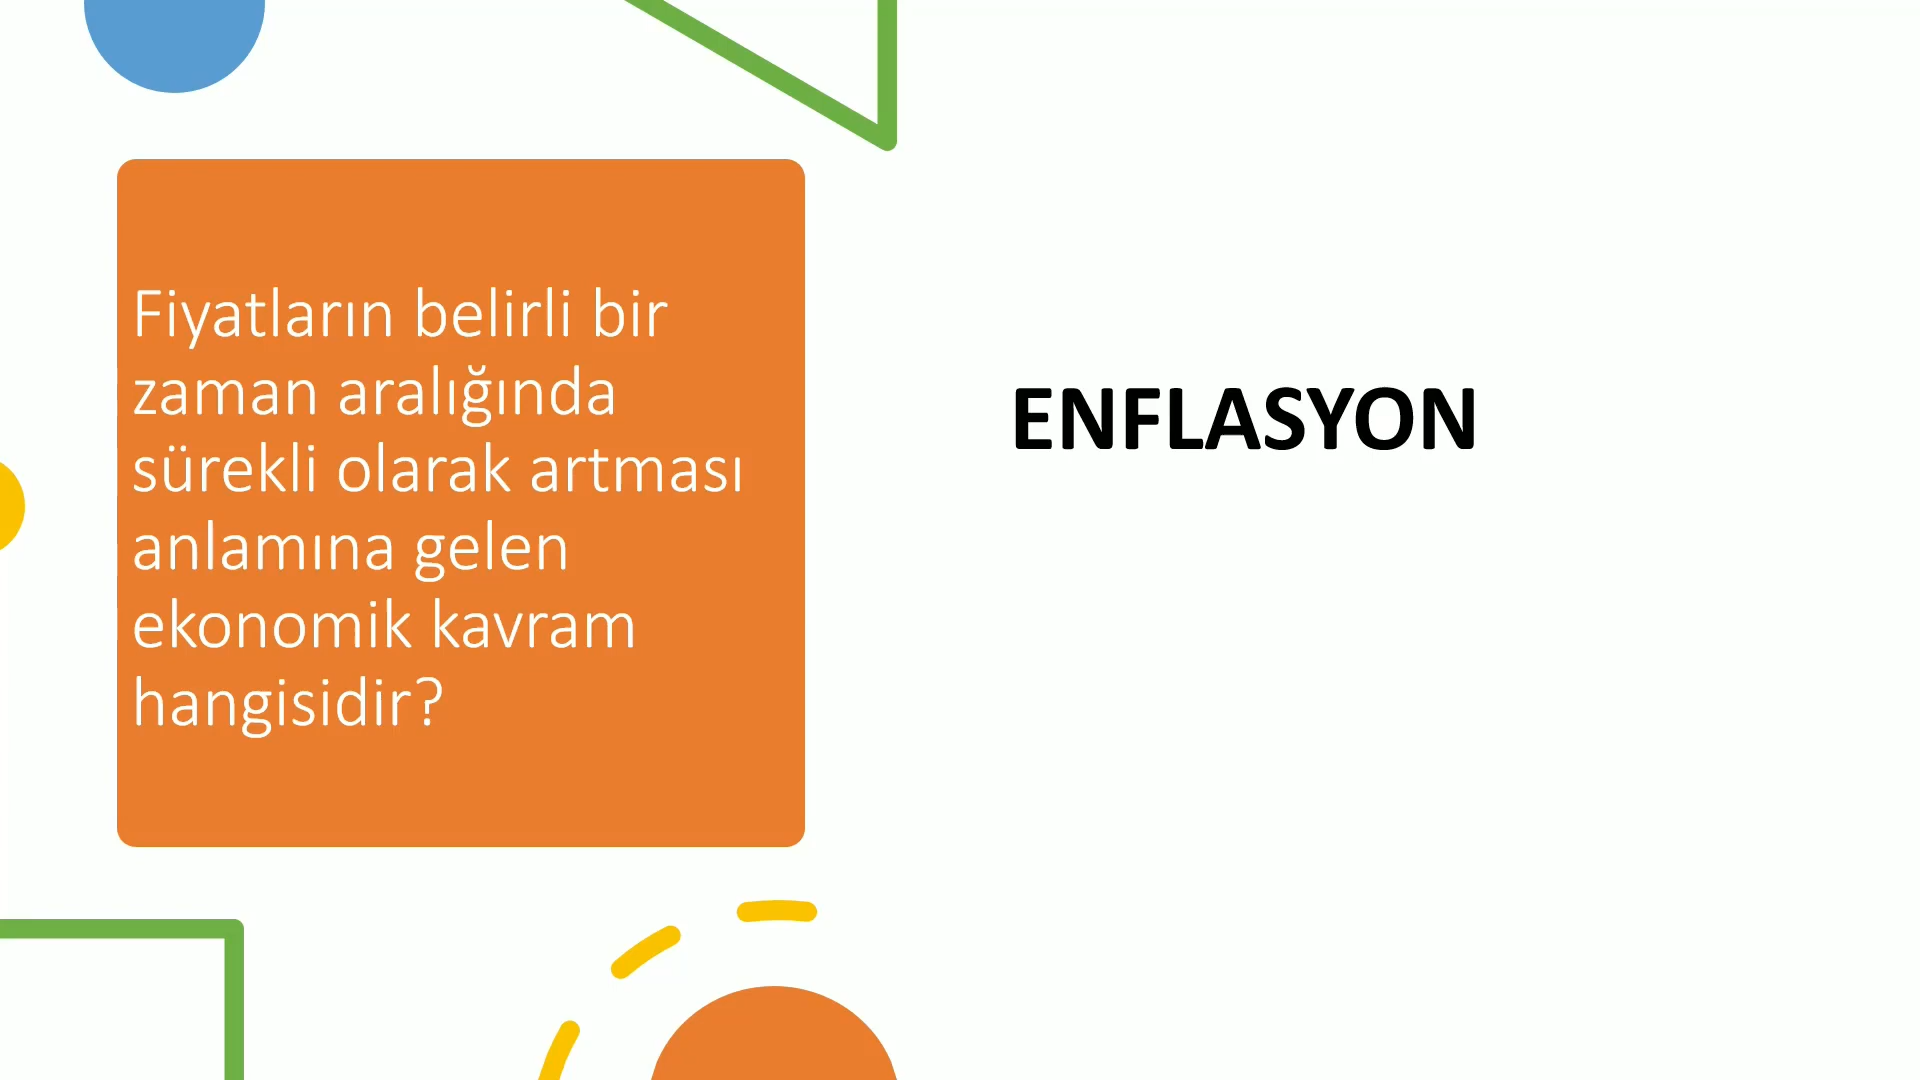 Fiyatların belirli bir
zaman aralığında
sürekli olarak artması
anlamına gelen
ekonomik kavram
hangisidir?
ENFLASYON